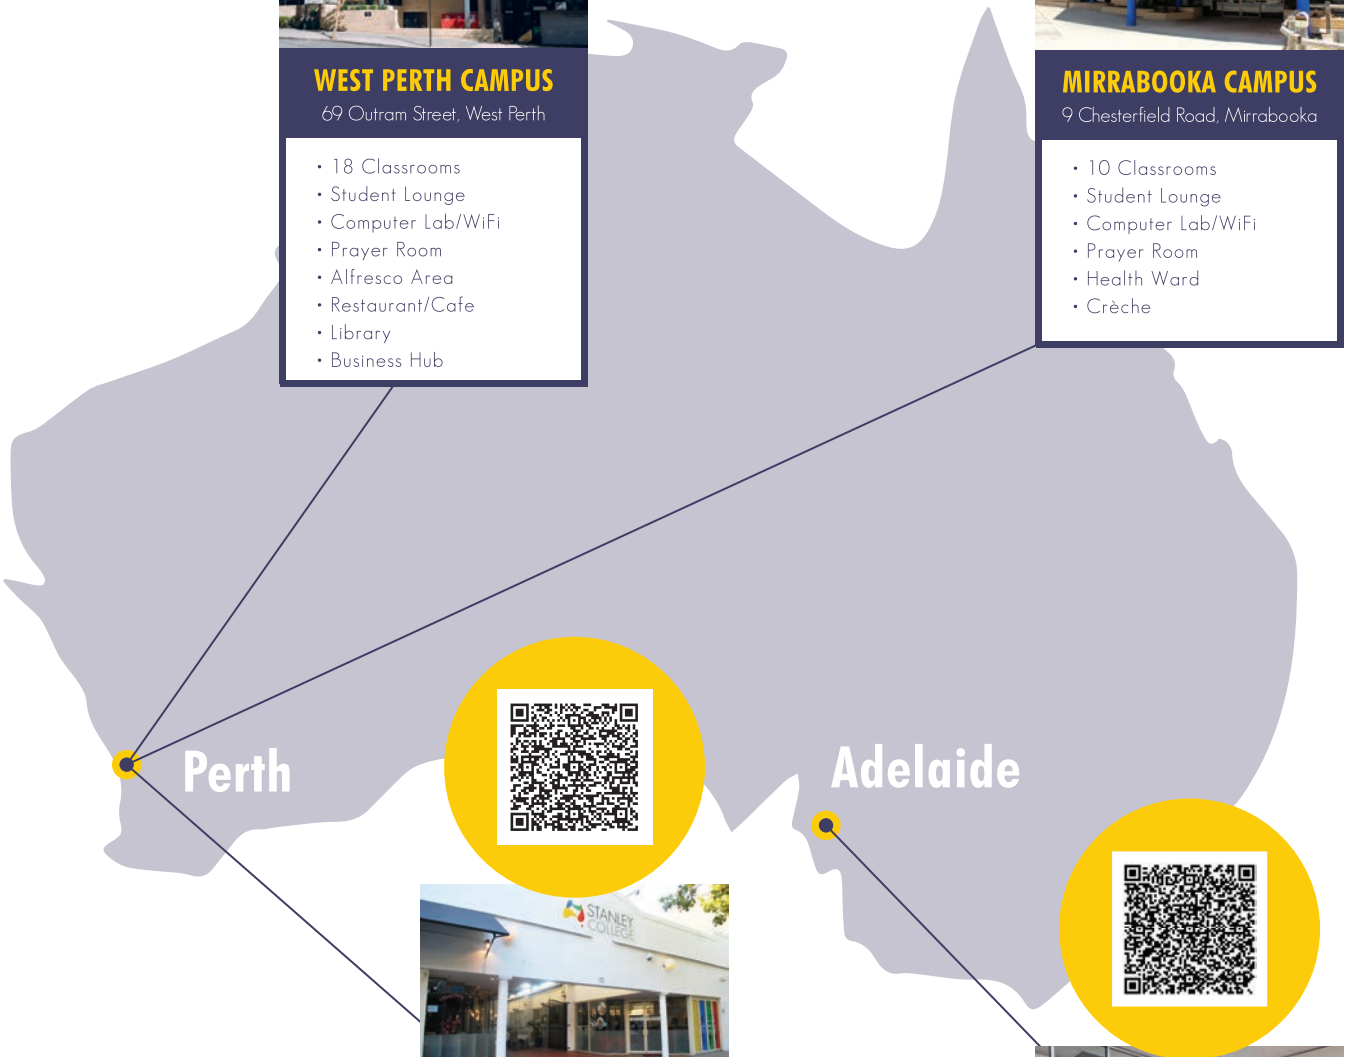 WEST PERTH CAMPUS
69 Outram Street, West Perth
• 18 Classrooms
• Student Lounge
• Computer Lab/WiFi
• Prayer Room
• Alfresco Area
• Restaurant/Cafe
• Library
• Business Hub
MIRRABOOKA CAMPUS
9 Chesterfield Road, Mirrabooka
• 10 Classrooms
• Student Lounge
• Computer Lab/WiFi
• Prayer Room
• Health Ward
• Crèche
Perth
Adelaide
STANLEY
COLLEGE